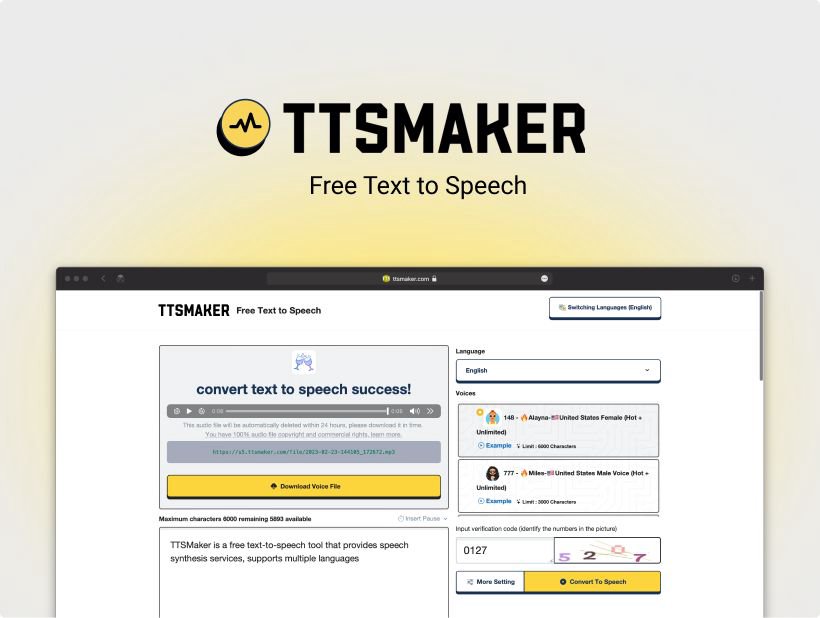 TTSMAKER
Free Text to Speech
ttsmaker.com
TTSMAKER Free Text to Speech
Switching Languages (English)
convert text to speech success!
0:06 0:06
This audio file will be automatically deleted within 24 hours, please download it in time.
You have 100% audio file copyright and commercial rights, learn more.
https://s5.ttsmaker.com/file/2023-02-23-144105_172672.mp3
Download Voice File
Maximum characters 6000 remaining 5893 available
Insert Pause
TTSMaker is a free text-to-speech tool that provides speech
synthesis services, supports multiple languages
Language
English
Voices
148 - 🔥Alayna-🇺🇸United States Female (Hot +
Unlimited)
Example Limit : 6000 Characters
777 - 🔥Miles-🇺🇸United States Male Voice (Hot +
Unlimited)
Example Limit : 3000 Characters
Input verification code (identify the numbers in the picture)
0127
5 2 0 7
More Setting
Convert To Speech